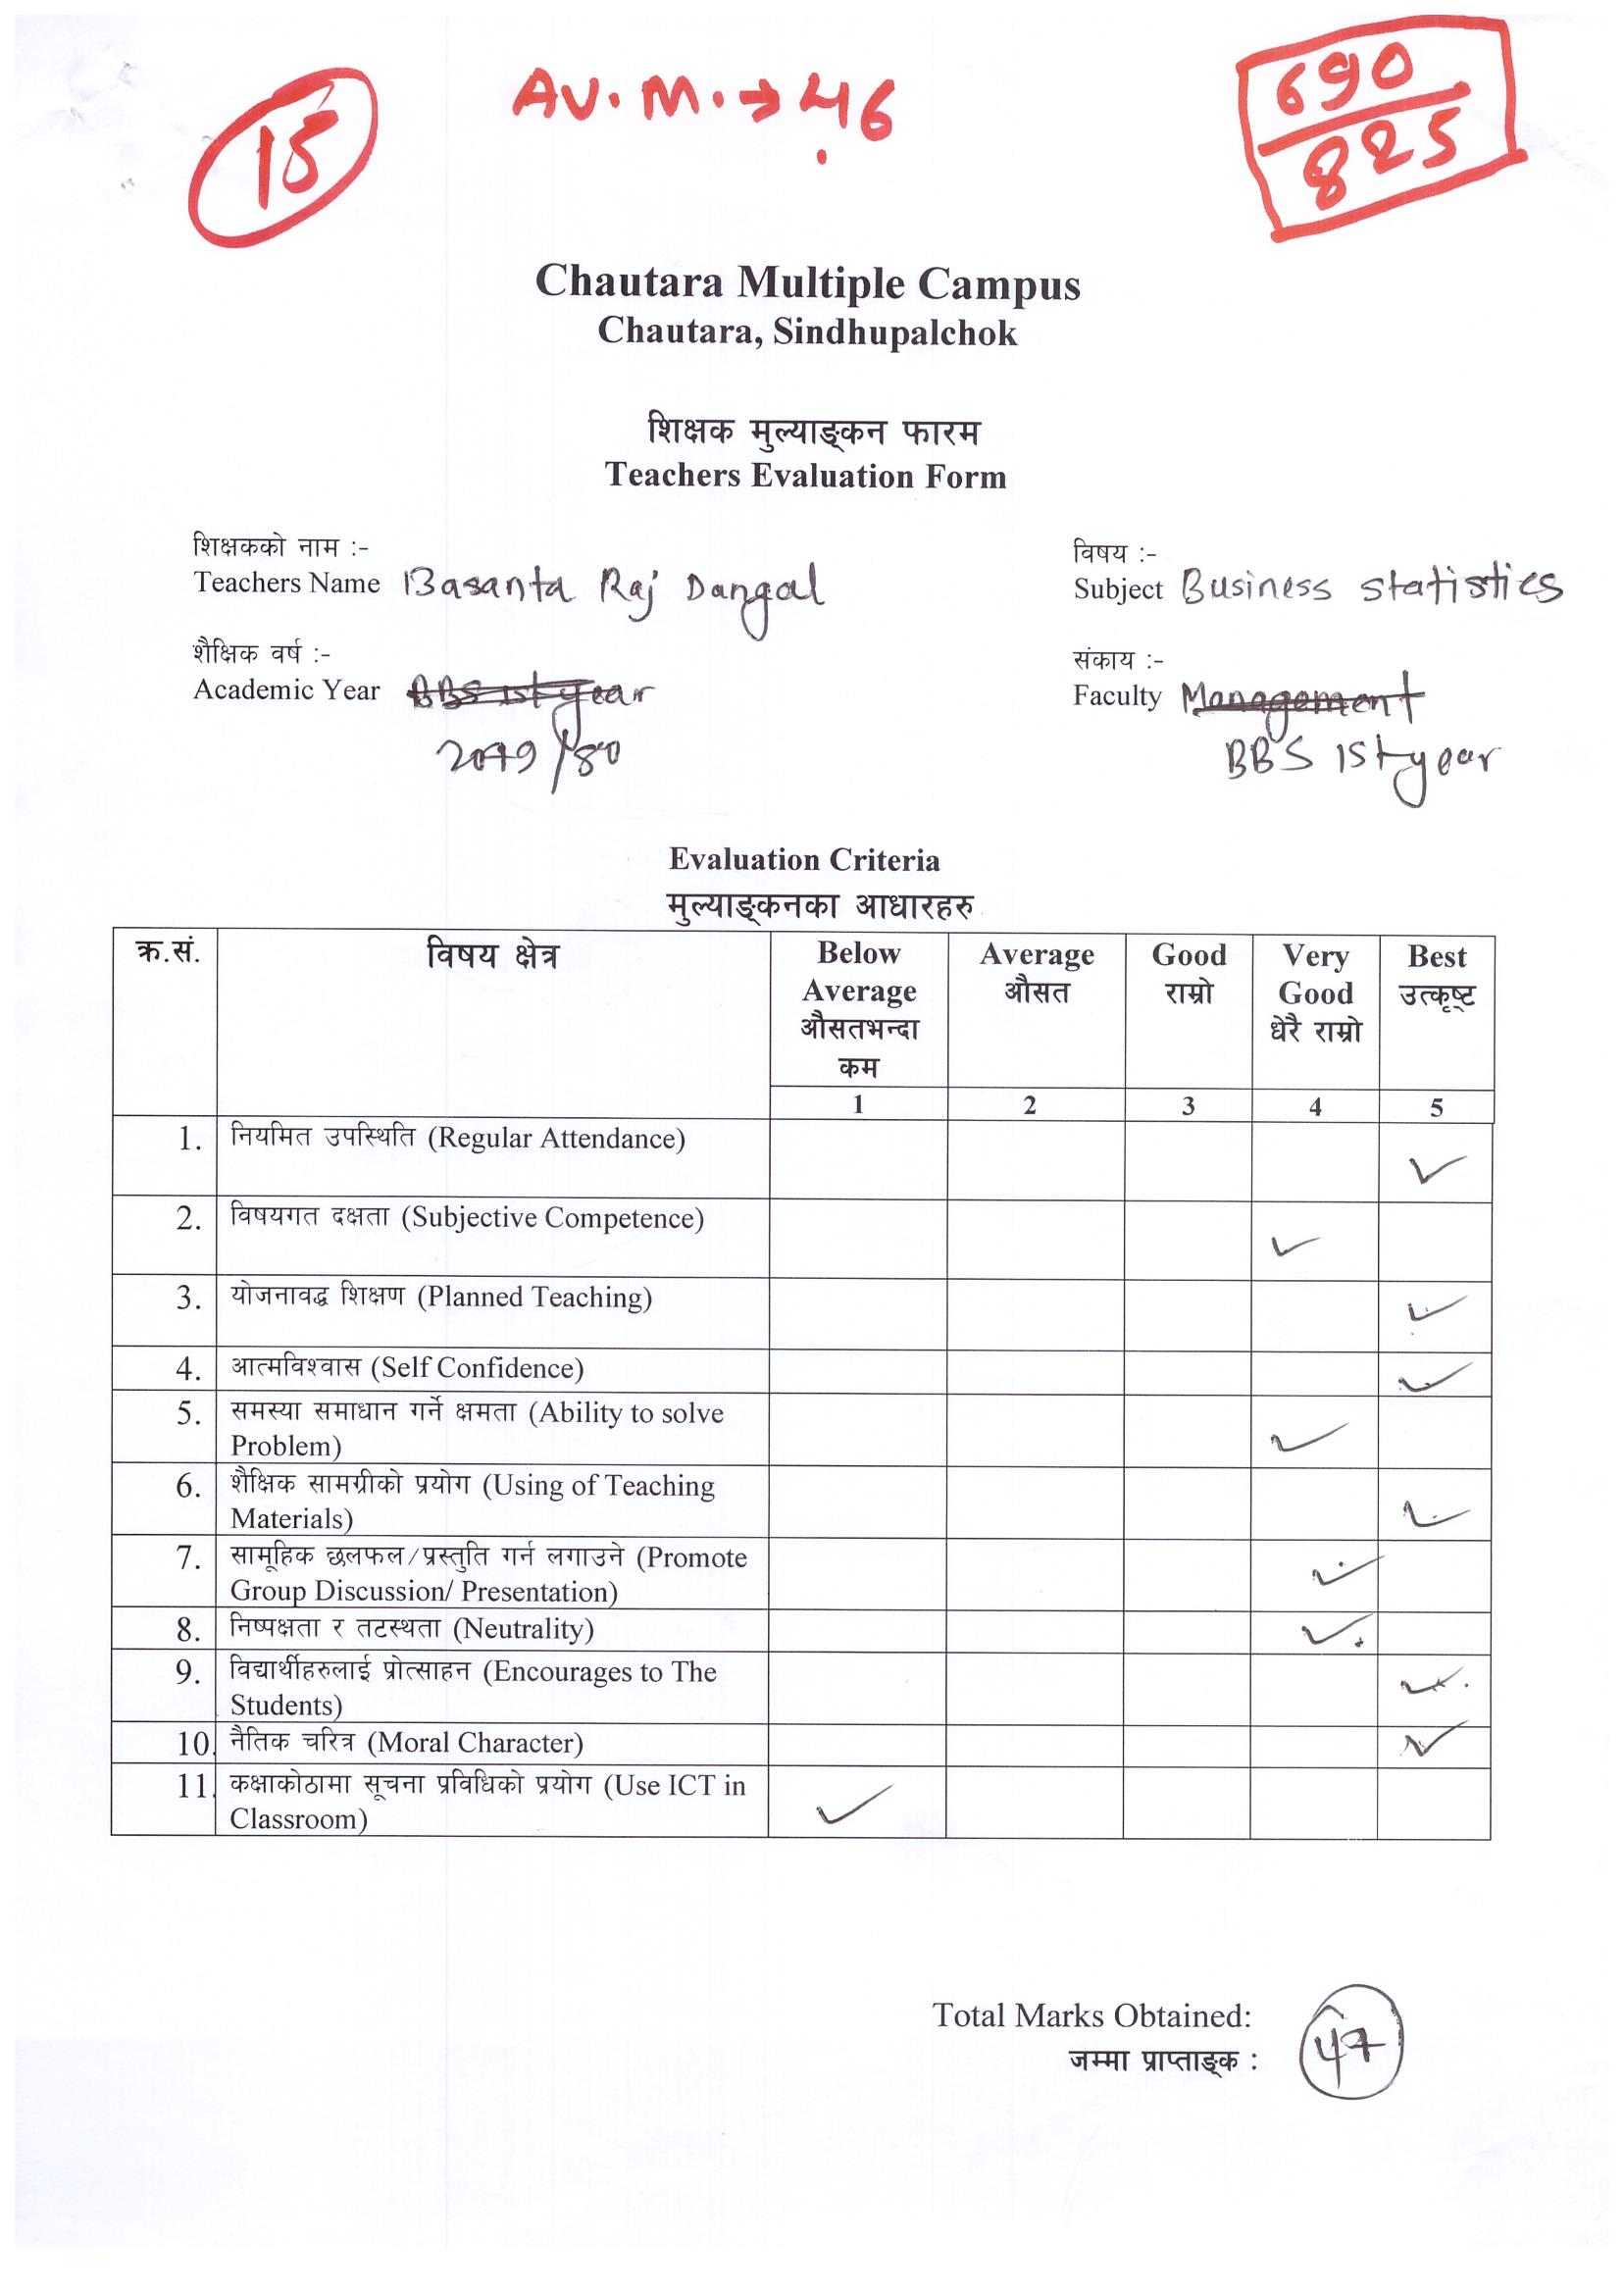 15
AV. M. → 46
690
825
Chautara Multiple Campus
Chautara, Sindhupalchok
शिक्षक मुल्याङ्कन फारम
Teachers Evaluation Form
शिक्षकको नाम :-
Teachers Name Basanta Raj Dangal
विषय :-
Subject Business statistics
शैक्षिक वर्ष :-
Academic Year BBS 1st year
2079/80
संकाय :-
Faculty Management
BBS 1st year
Evaluation Criteria
मुल्याङ्कनका आधारहरु
क्र.सं. विषय क्षेत्र Below Average औसतभन्दा कम Average औसत Good राम्रो Very Good धेरै राम्रो Best उत्कृष्ट
1 2 3 4 5
1. नियमित उपस्थिति (Regular Attendance) ✓
2. विषयगत दक्षता (Subjective Competence) ✓
3. योजनावद्ध शिक्षण (Planned Teaching) ✓
4. आत्मविश्वास (Self Confidence) ✓
5. समस्या समाधान गर्ने क्षमता (Ability to solve
Problem) ✓
6. शैक्षिक सामग्रीको प्रयोग (Using of Teaching
Materials) ✓
7. सामूहिक छलफल/प्रस्तुति गर्न लगाउने (Promote
Group Discussion/ Presentation) ✓
8. निष्पक्षता र तटस्थता (Neutrality) ✓
9. विद्यार्थीहरुलाई प्रोत्साहन (Encourages to The
Students) ✓
10. नैतिक चरित्र (Moral Character) ✓
11. कक्षाकोठामा सूचना प्रविधिको प्रयोग (Use ICT in
Classroom) ✓
Total Marks Obtained: 47
जम्मा प्राप्ताङ्क :